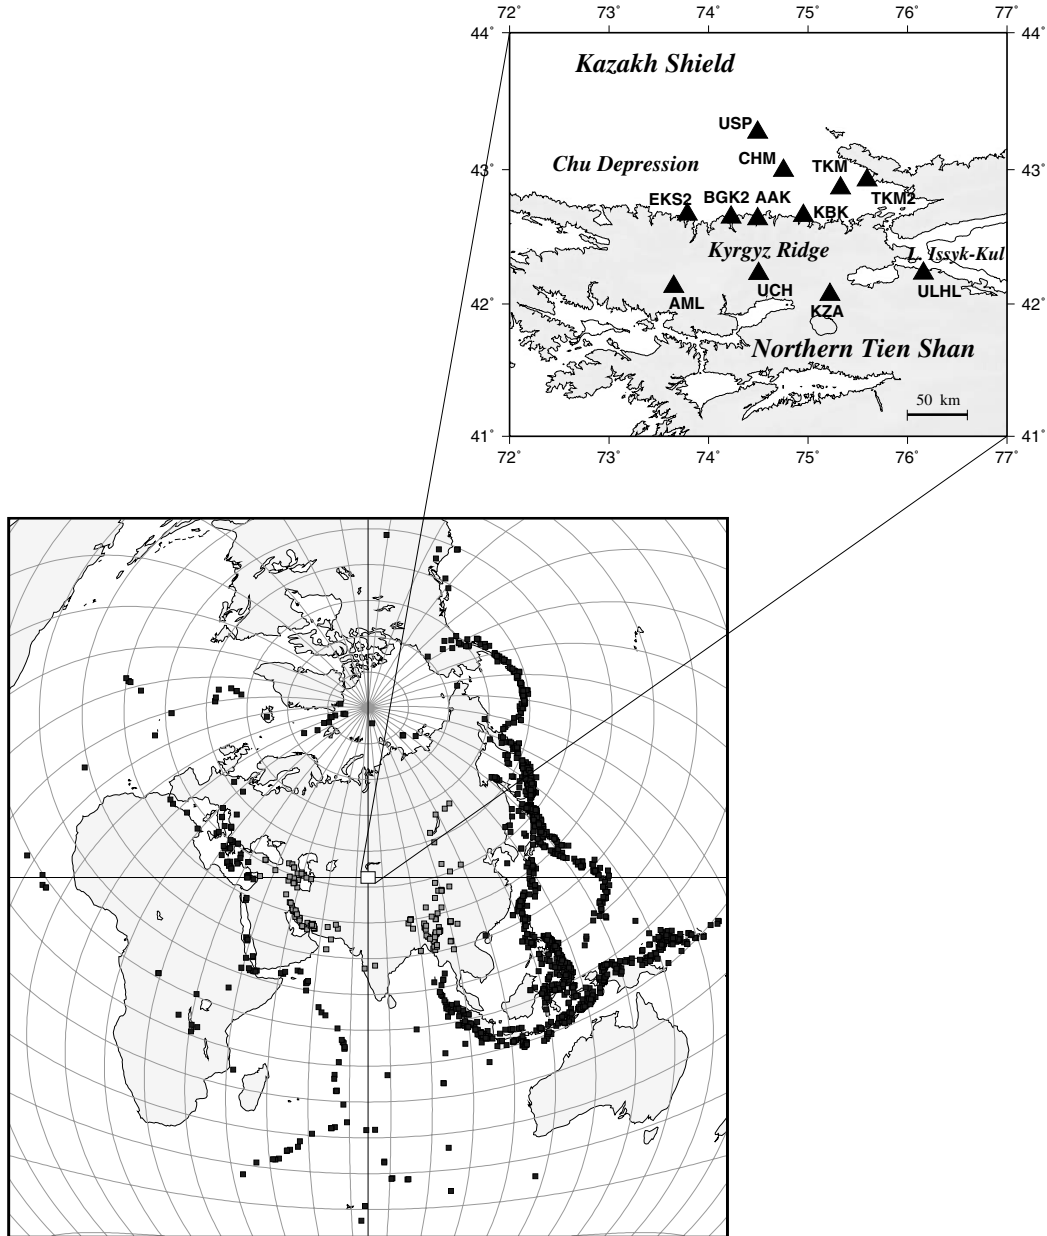 72˚ 73˚ 74˚ 75˚ 76˚ 77˚
44˚ 44˚
Kazakh Shield
USP
CHM
TKM
Chu Depression
43˚ 43˚
EKS2
BGK2 AAK
TKM2
KBK
Kyrgyz Ridge
L. Issyk-Kul
UCH
ULHL
42˚ 42˚
AML
KZA
Northern Tien Shan
50 km
41˚ 41˚
72˚ 73˚ 74˚ 75˚ 76˚ 77˚